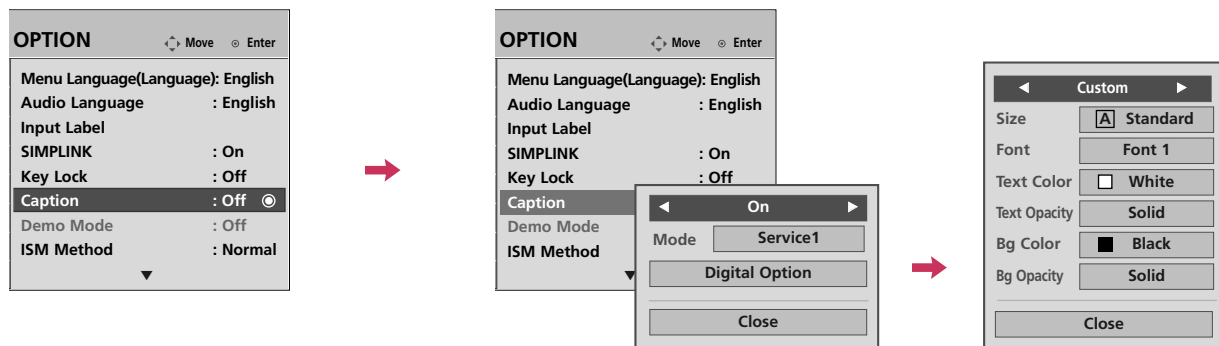 OPTION
Move Enter
Menu Language(Language): English
Audio Language : English
Input Label
SIMPLINK : On
Key Lock : Off
Caption : Off
Demo Mode : Off
ISM Method : Normal
OPTION
Move Enter
Menu Language(Language): English
Audio Language : English
Input Label
SIMPLINK : On
Key Lock : Off
Caption
Demo Mode
ISM Method
On
Mode Service1
Digital Option
Close
Custom
Size A Standard
Font Font 1
Text Color White
Text Opacity Solid
Bg Color Black
Bg Opacity Solid
Close